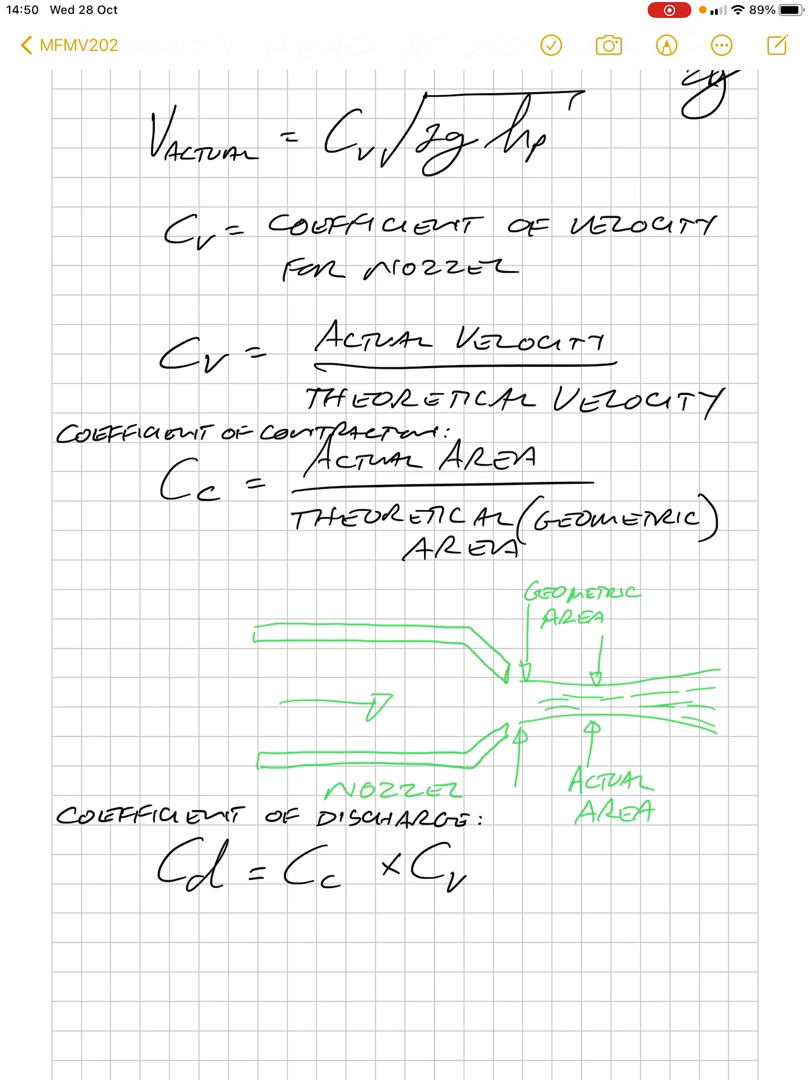 14:50 Wed 28 Oct
89%
MFMV202
V ACTUAL = Cv √2g hp
Cv = COEFFICIENT OF VELOCITY
FOR NOZZEL
Cv = ACTUAL VELOCITY
THEORETICAL VELOCITY
COEFFICIENT OF CONTRACTION:
Cc = ACTUAL AREA
THEORETICAL (GEOMETRIC)
AREA
GEOMETRIC
AREA
NOZZEL
ACTUAL
AREA
COEFFICIENT OF DISCHARGE:
Cd = Cc × Cv